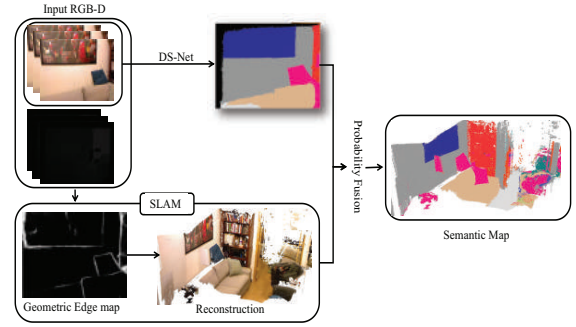 Input RGB-D
DS-Net
Probability Fusion
Semantic Map
SLAM
Geometric Edge map
Reconstruction